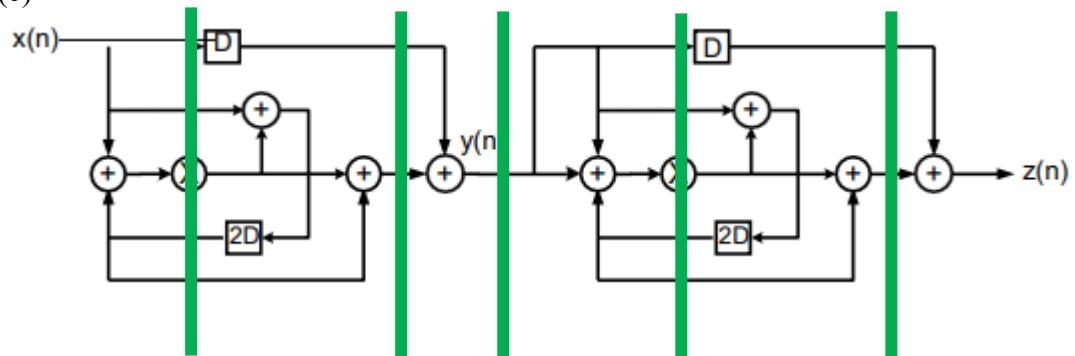 x(n)
D
D
+
+
y(n
+
+
+
+
+
+
z(n)
2D
2D